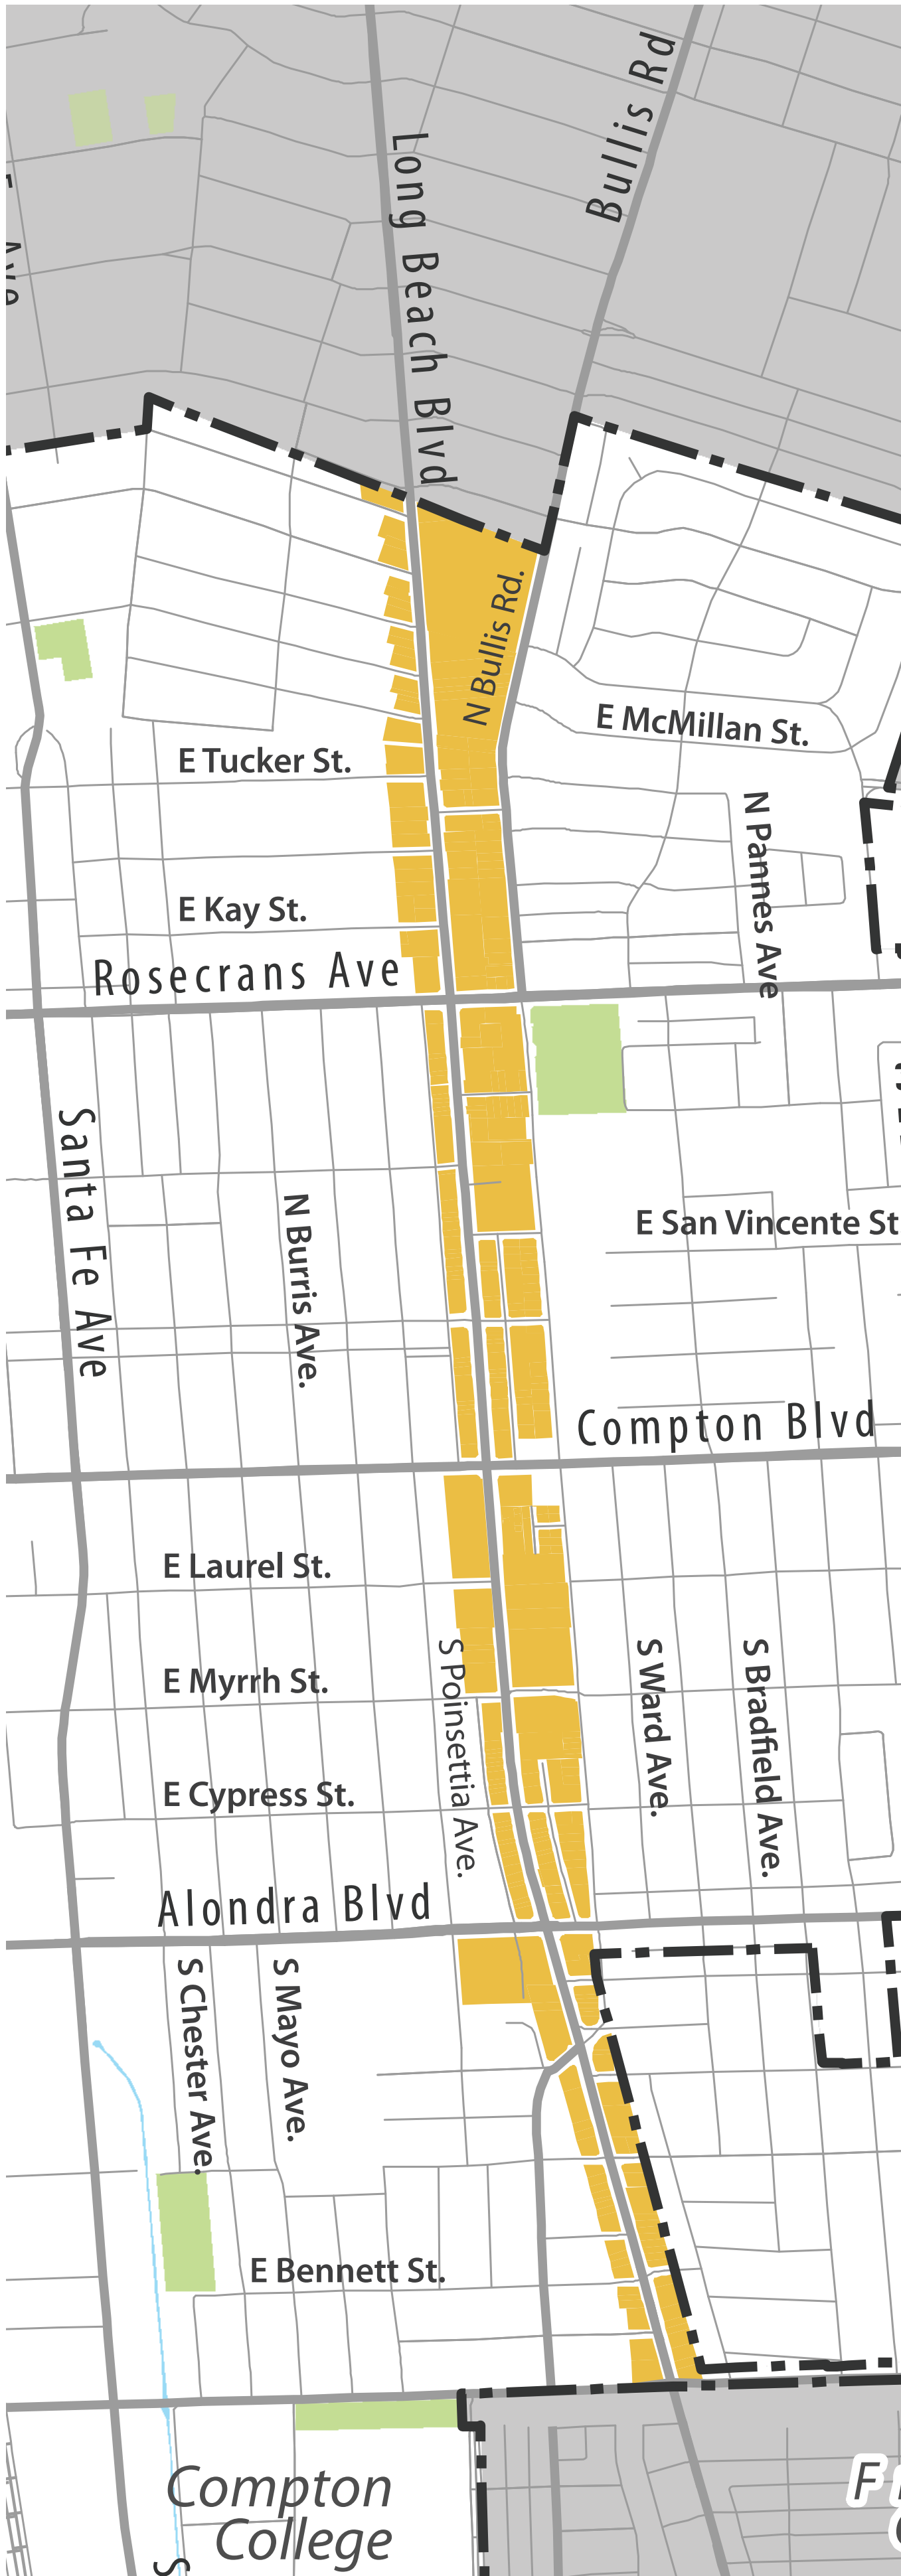 Bullis Rd
Long Beach Blvd
Ave
N Bullis Rd.
E McMillan St.
E Tucker St.
N Pannes Ave
E Kay St.
Rosecrans Ave
Santa Fe Ave
N Burris Ave.
E San Vincente St
Compton Blvd
E Laurel St.
S Poinsettia Ave.
S Ward Ave.
S Bradfield Ave.
E Myrrh St.
E Cypress St.
Alondra Blvd
S Chester Ave.
S Mayo Ave.
E Bennett St.
Compton
College
F
S